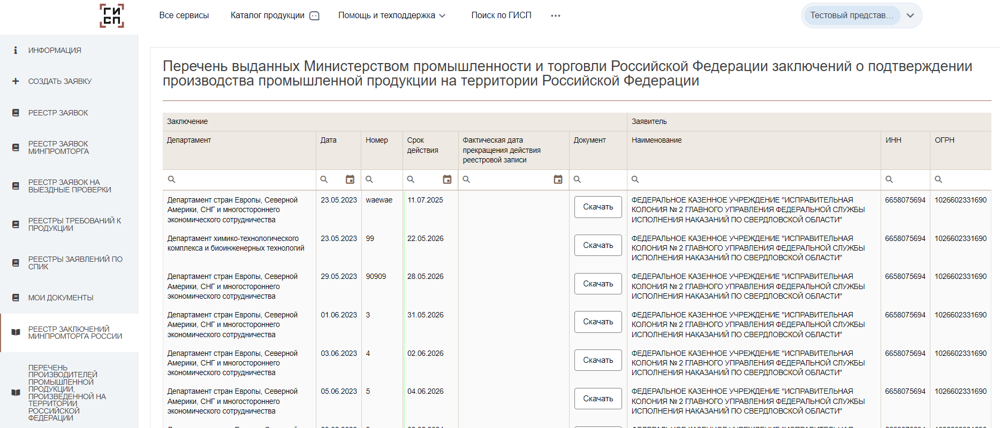 ГИСП
Все сервисы
Каталог продукции
Помощь и техподдержка
Поиск по ГИСП
Тестовый представ...
ИНФОРМАЦИЯ
СОЗДАТЬ ЗАЯВКУ
РЕЕСТР ЗАЯВОК
РЕЕСТР ЗАЯВОК
МИНПРОМТОРГА
РЕЕСТР ЗАЯВОК НА
ВЫЕЗДНЫЕ ПРОВЕРКИ
РЕЕСТРЫ ТРЕБОВАНИЙ К
ПРОДУКЦИИ
РЕЕСТРЫ ЗАЯВЛЕНИЙ ПО
СПИК
МОИ ДОКУМЕНТЫ
РЕЕСТР ЗАКЛЮЧЕНИЙ
МИНПРОМТОРГА РОССИИ
ПЕРЕЧЕНЬ
ПРОИЗВОДИТЕЛЕЙ
ПРОМЫШЛЕННОЙ
ПРОДУКЦИИ,
ПРОИЗВЕДЕННОЙ НА
ТЕРРИТОРИИ
РОССИЙСКОЙ
ФЕДЕРАЦИИ
Перечень выданных Министерством промышленности и торговли Российской Федерации заключений о подтверждении
производства промышленной продукции на территории Российской Федерации
Заключение
Заявитель
Департамент
Дата
Номер
Срок
действия
Фактическая дата
прекращения действия
реестровой записи
Документ
Наименование
ИНН
ОГРН
Департамент стран Европы, Северной
Америки, СНГ и многостороннего
экономического сотрудничества
23.05.2023
waewae
11.07.2025
Скачать
ФЕДЕРАЛЬНОЕ КАЗЕННОЕ УЧРЕЖДЕНИЕ "ИСПРАВИТЕЛЬНАЯ
КОЛОНИЯ № 2 ГЛАВНОГО УПРАВЛЕНИЯ ФЕДЕРАЛЬНОЙ СЛУЖБЫ
ИСПОЛНЕНИЯ НАКАЗАНИЙ ПО СВЕРДЛОВСКОЙ ОБЛАСТИ"
6658075694
1026602331690
Департамент химико-технологического
комплекса и биоинженерных технологий
23.05.2023
99
22.05.2026
Скачать
ФЕДЕРАЛЬНОЕ КАЗЕННОЕ УЧРЕЖДЕНИЕ "ИСПРАВИТЕЛЬНАЯ
КОЛОНИЯ № 2 ГЛАВНОГО УПРАВЛЕНИЯ ФЕДЕРАЛЬНОЙ СЛУЖБЫ
ИСПОЛНЕНИЯ НАКАЗАНИЙ ПО СВЕРДЛОВСКОЙ ОБЛАСТИ"
6658075694
1026602331690
Департамент стран Европы, Северной
Америки, СНГ и многостороннего
экономического сотрудничества
29.05.2023
90909
28.05.2026
Скачать
ФЕДЕРАЛЬНОЕ КАЗЕННОЕ УЧРЕЖДЕНИЕ "ИСПРАВИТЕЛЬНАЯ
КОЛОНИЯ № 2 ГЛАВНОГО УПРАВЛЕНИЯ ФЕДЕРАЛЬНОЙ СЛУЖБЫ
ИСПОЛНЕНИЯ НАКАЗАНИЙ ПО СВЕРДЛОВСКОЙ ОБЛАСТИ"
6658075694
1026602331690
Департамент стран Европы, Северной
Америки, СНГ и многостороннего
экономического сотрудничества
01.06.2023
3
31.05.2026
Скачать
ФЕДЕРАЛЬНОЕ КАЗЕННОЕ УЧРЕЖДЕНИЕ "ИСПРАВИТЕЛЬНАЯ
КОЛОНИЯ № 2 ГЛАВНОГО УПРАВЛЕНИЯ ФЕДЕРАЛЬНОЙ СЛУЖБЫ
ИСПОЛНЕНИЯ НАКАЗАНИЙ ПО СВЕРДЛОВСКОЙ ОБЛАСТИ"
6658075694
1026602331690
Департамент стран Европы, Северной
Америки, СНГ и многостороннего
экономического сотрудничества
03.06.2023
4
02.06.2026
Скачать
ФЕДЕРАЛЬНОЕ КАЗЕННОЕ УЧРЕЖДЕНИЕ "ИСПРАВИТЕЛЬНАЯ
КОЛОНИЯ № 2 ГЛАВНОГО УПРАВЛЕНИЯ ФЕДЕРАЛЬНОЙ СЛУЖБЫ
ИСПОЛНЕНИЯ НАКАЗАНИЙ ПО СВЕРДЛОВСКОЙ ОБЛАСТИ"
6658075694
1026602331690
Департамент стран Европы, Северной
Америки, СНГ и многостороннего
экономического сотрудничества
05.06.2023
5
04.06.2026
Скачать
ФЕДЕРАЛЬНОЕ КАЗЕННОЕ УЧРЕЖДЕНИЕ "ИСПРАВИТЕЛЬНАЯ
КОЛОНИЯ № 2 ГЛАВНОГО УПРАВЛЕНИЯ ФЕДЕРАЛЬНОЙ СЛУЖБЫ
ИСПОЛНЕНИЯ НАКАЗАНИЙ ПО СВЕРДЛОВСКОЙ ОБЛАСТИ"
6658075694
1026602331690